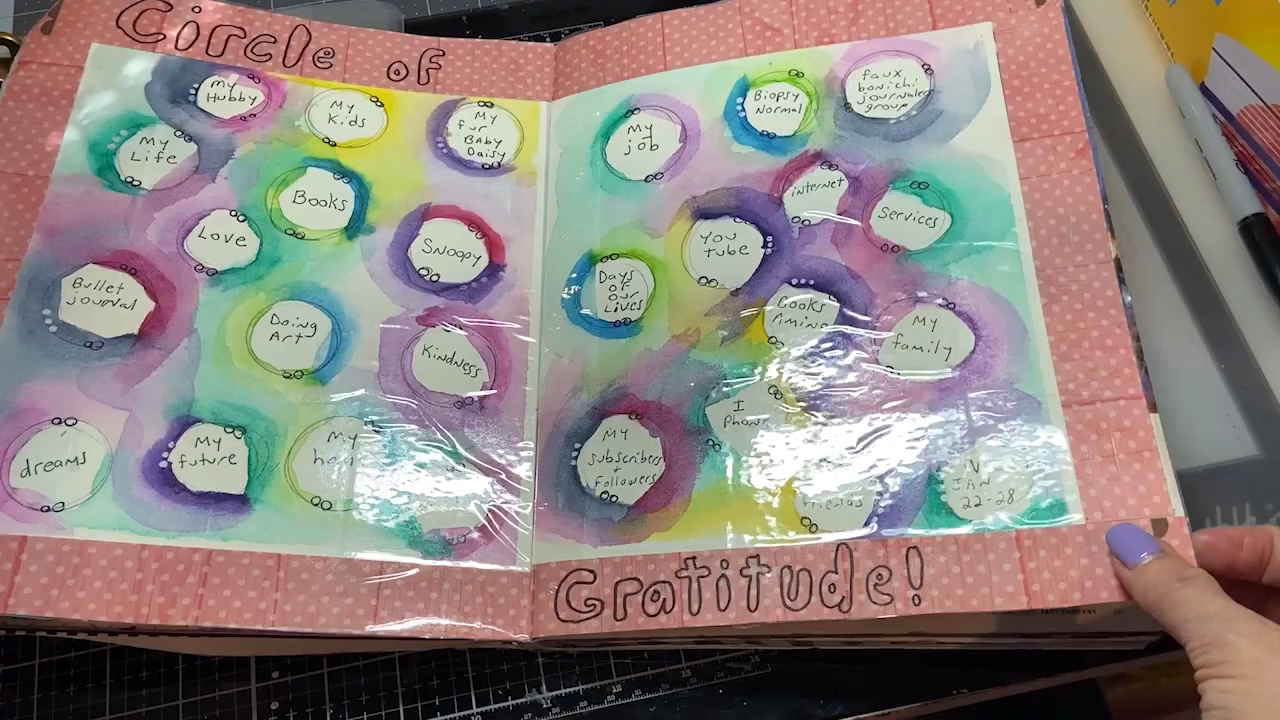 Circle of
my
Hubby
My
Kids
My
fur
BABY
Daisy
My
Life
Books
Love
Snoopy
Bullet
journal
Doing
Art
Kindness
dreams
My
future
My
My
job
Biopsy
Normal
faux
bonichi
journaler
group
internet
Services
You
tube
Days
of
our
Lives
My
family
I
My
subscribers
+
Followers
friends
JAN
22-28
Gratitude!